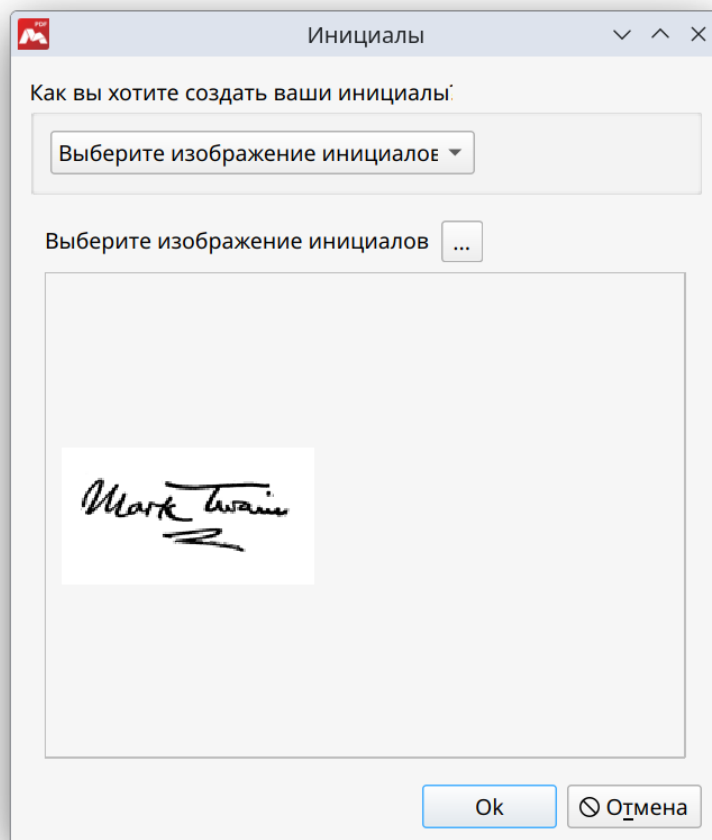 PDF
Инициалы
Как вы хотите создать ваши инициалы?
Выберите изображение инициалов
Выберите изображение инициалов ...
Mark Twain
Ok
Отмена